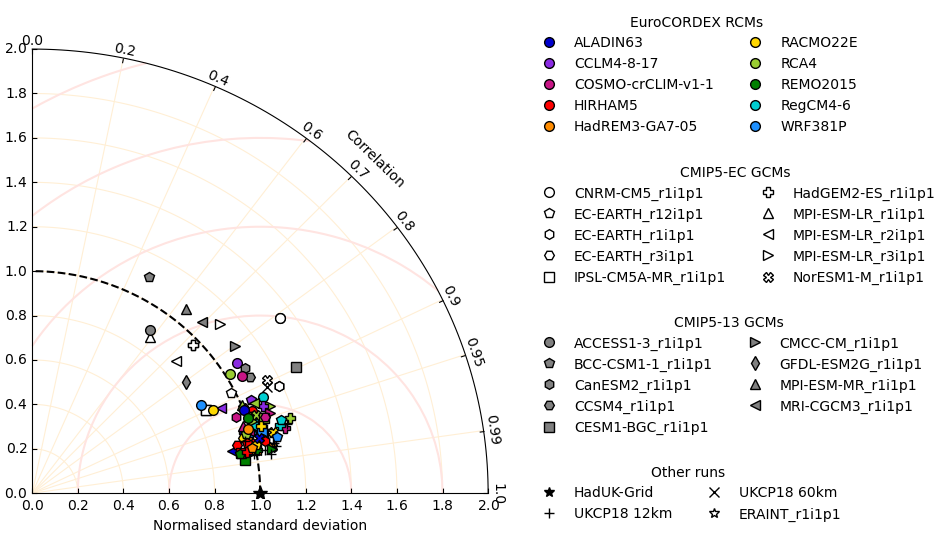 0.0
0.2
0.4
0.6
0.7
0.8
0.9
0.95
0.99
1.0
Correlation
2.0
1.8
1.6
1.4
1.2
1.0
0.8
0.6
0.4
0.2
0.0
0.0 0.2 0.4 0.6 0.8 1.0 1.2 1.4 1.6 1.8 2.0
Normalised standard deviation
EuroCORDEX RCMs
ALADIN63 RACMO22E
CCLM4-8-17 RCA4
COSMO-crCLIM-v1-1 REMO2015
HIRHAM5 RegCM4-6
HadREM3-GA7-05 WRF381P
CMIP5-EC GCMs
CNRM-CM5_r1i1p1 HadGEM2-ES_r1i1p1
EC-EARTH_r12i1p1 MPI-ESM-LR_r1i1p1
EC-EARTH_r1i1p1 MPI-ESM-LR_r2i1p1
EC-EARTH_r3i1p1 MPI-ESM-LR_r3i1p1
IPSL-CM5A-MR_r1i1p1 NorESM1-M_r1i1p1
CMIP5-13 GCMs
ACCESS1-3_r1i1p1 CMCC-CM_r1i1p1
BCC-CSM1-1_r1i1p1 GFDL-ESM2G_r1i1p1
CanESM2_r1i1p1 MPI-ESM-MR_r1i1p1
CCSM4_r1i1p1 MRI-CGCM3_r1i1p1
CESM1-BGC_r1i1p1
Other runs
HadUK-Grid UKCP18 60km
UKCP18 12km ERAINT_r1i1p1